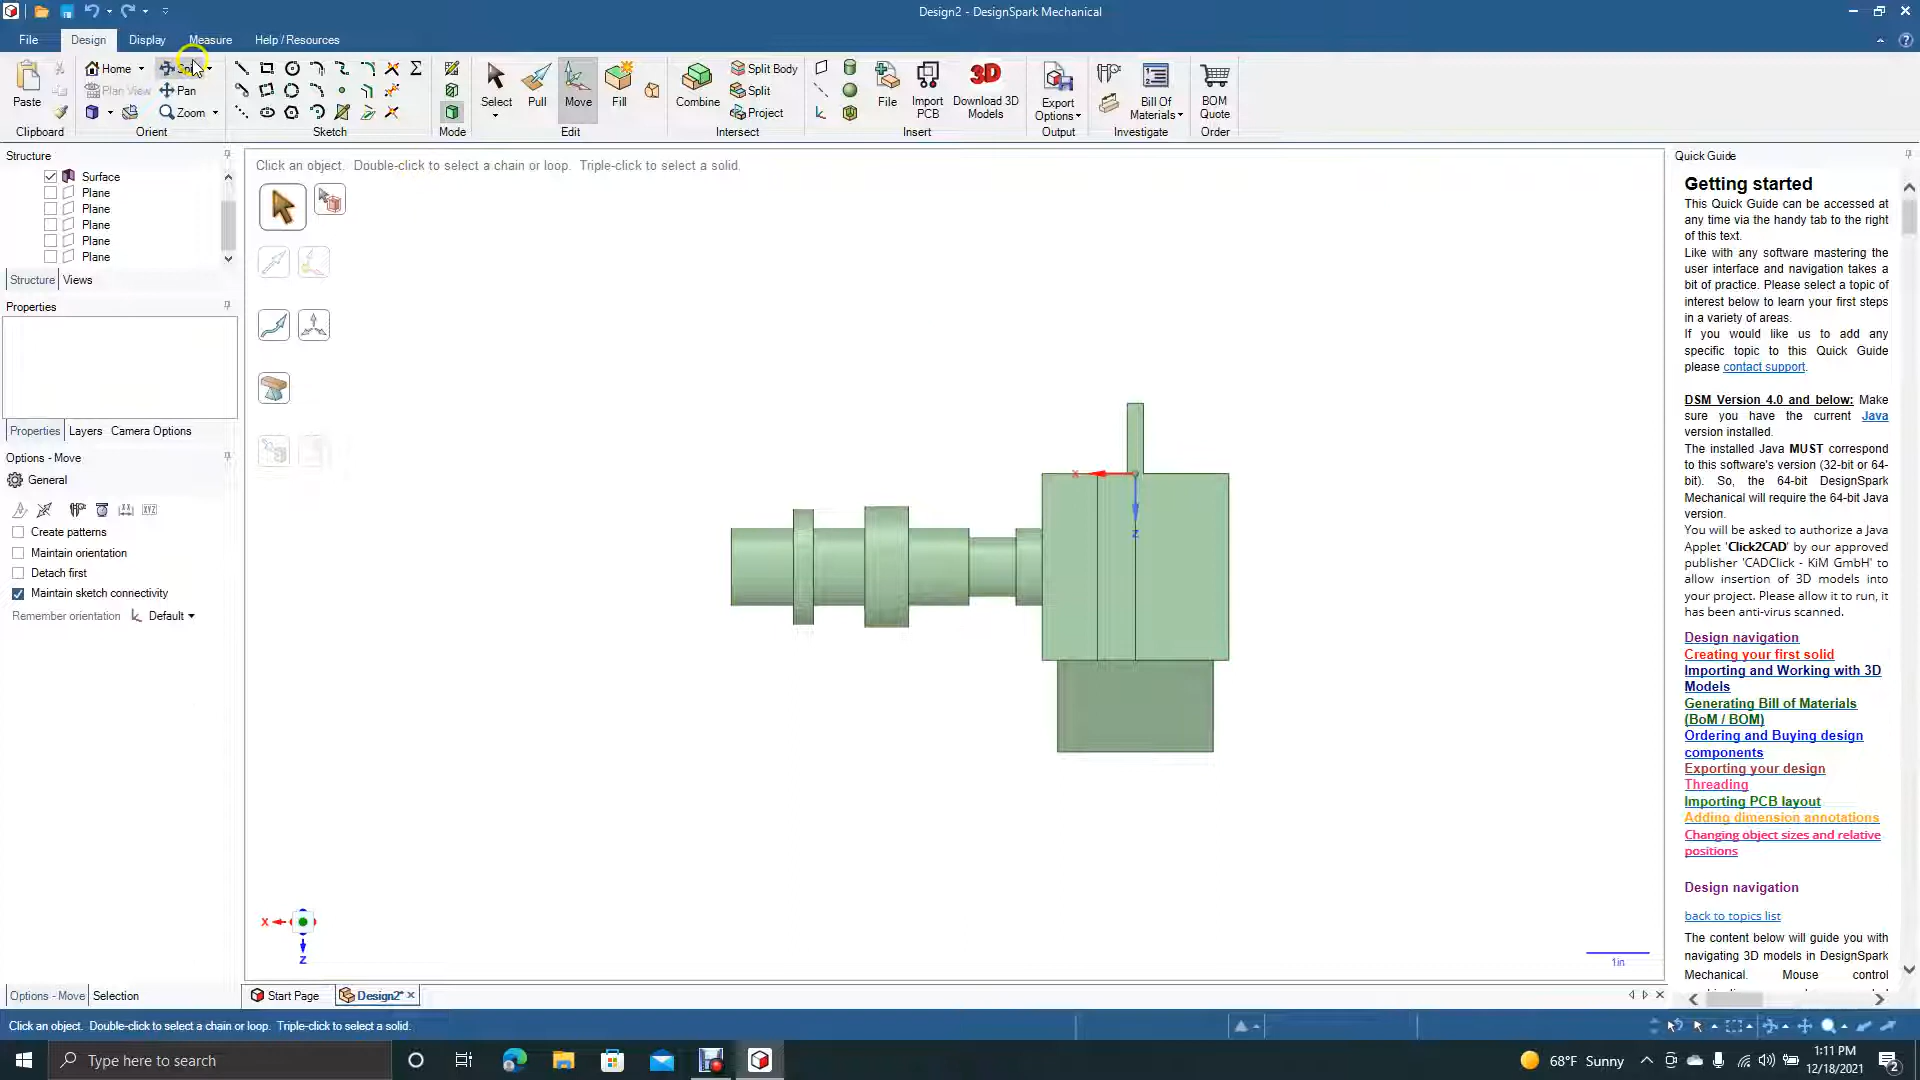 Design2 - DesignSpark Mechanical
File Design Display Measure Help / Resources
Paste
Home
Plan View
Spin
Pan
Zoom
Select
Pull
Move
Fill
Combine
Split Body
Split
Project
File
Import PCB
Download 3D Models
Export Options
Bill Of Materials
BOM Quote
Clipboard Orient Sketch Mode Edit Intersect Insert Output Investigate Order
Structure
Surface
Plane
Plane
Plane
Plane
Plane
Structure Views
Properties
Properties Layers Camera Options
Options - Move
General
Create patterns
Maintain orientation
Detach first
Maintain sketch connectivity
Remember orientation Default
Options - Move Selection
Click an object. Double-click to select a chain or loop. Triple-click to select a solid.
X
Z
X
Z
1in
Start Page Design2*
Quick Guide
Getting started
This Quick Guide can be accessed at
any time via the handy tab to the right
of this text.
Like with any software mastering the
user interface and navigation takes a
bit of practice. Please select a topic of
interest below to learn your first steps
in a variety of areas.
If you would like us to add any
specific topic to this Quick Guide
please contact support.
DSM Version 4.0 and below: Make
sure you have the current Java
version installed.
The installed Java MUST correspond
to this software's version (32-bit or 64-
bit). So, the 64-bit DesignSpark
Mechanical will require the 64-bit Java
version.
You will be asked to authorize a Java
Applet 'Click2CAD' by our approved
publisher 'CADClick - KiM GmbH' to
allow insertion of 3D models into
your project. Please allow it to run, it
has been anti-virus scanned.
Design navigation
Creating your first solid
Importing and Working with 3D
Models
Generating Bill of Materials
(BoM / BOM)
Ordering and Buying design
components
Exporting your design
Threading
Importing PCB layout
Adding dimension annotations
Changing object sizes and relative
positions
Design navigation
back to topics list
The content below will guide you with
navigating 3D models in DesignSpark
Mechanical. Mouse control
Click an object. Double-click to select a chain or loop. Triple-click to select a solid.
Type here to search
68°F Sunny
1:11 PM
12/18/2021
2